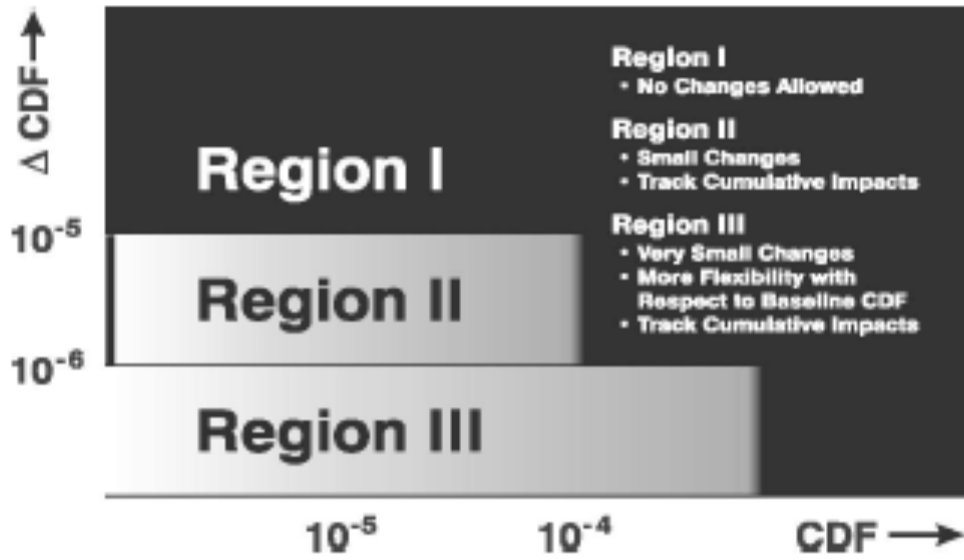 Δ CDF→
Region I
• No Changes Allowed
Region II
• Small Changes
• Track Cumulative Impacts
Region III
• Very Small Changes
• More Flexibility with
Respect to Baseline CDF
• Track Cumulative Impacts
Region I
10⁻⁵
Region II
10⁻⁶
Region III
10⁻⁵ 10⁻⁴ CDF→